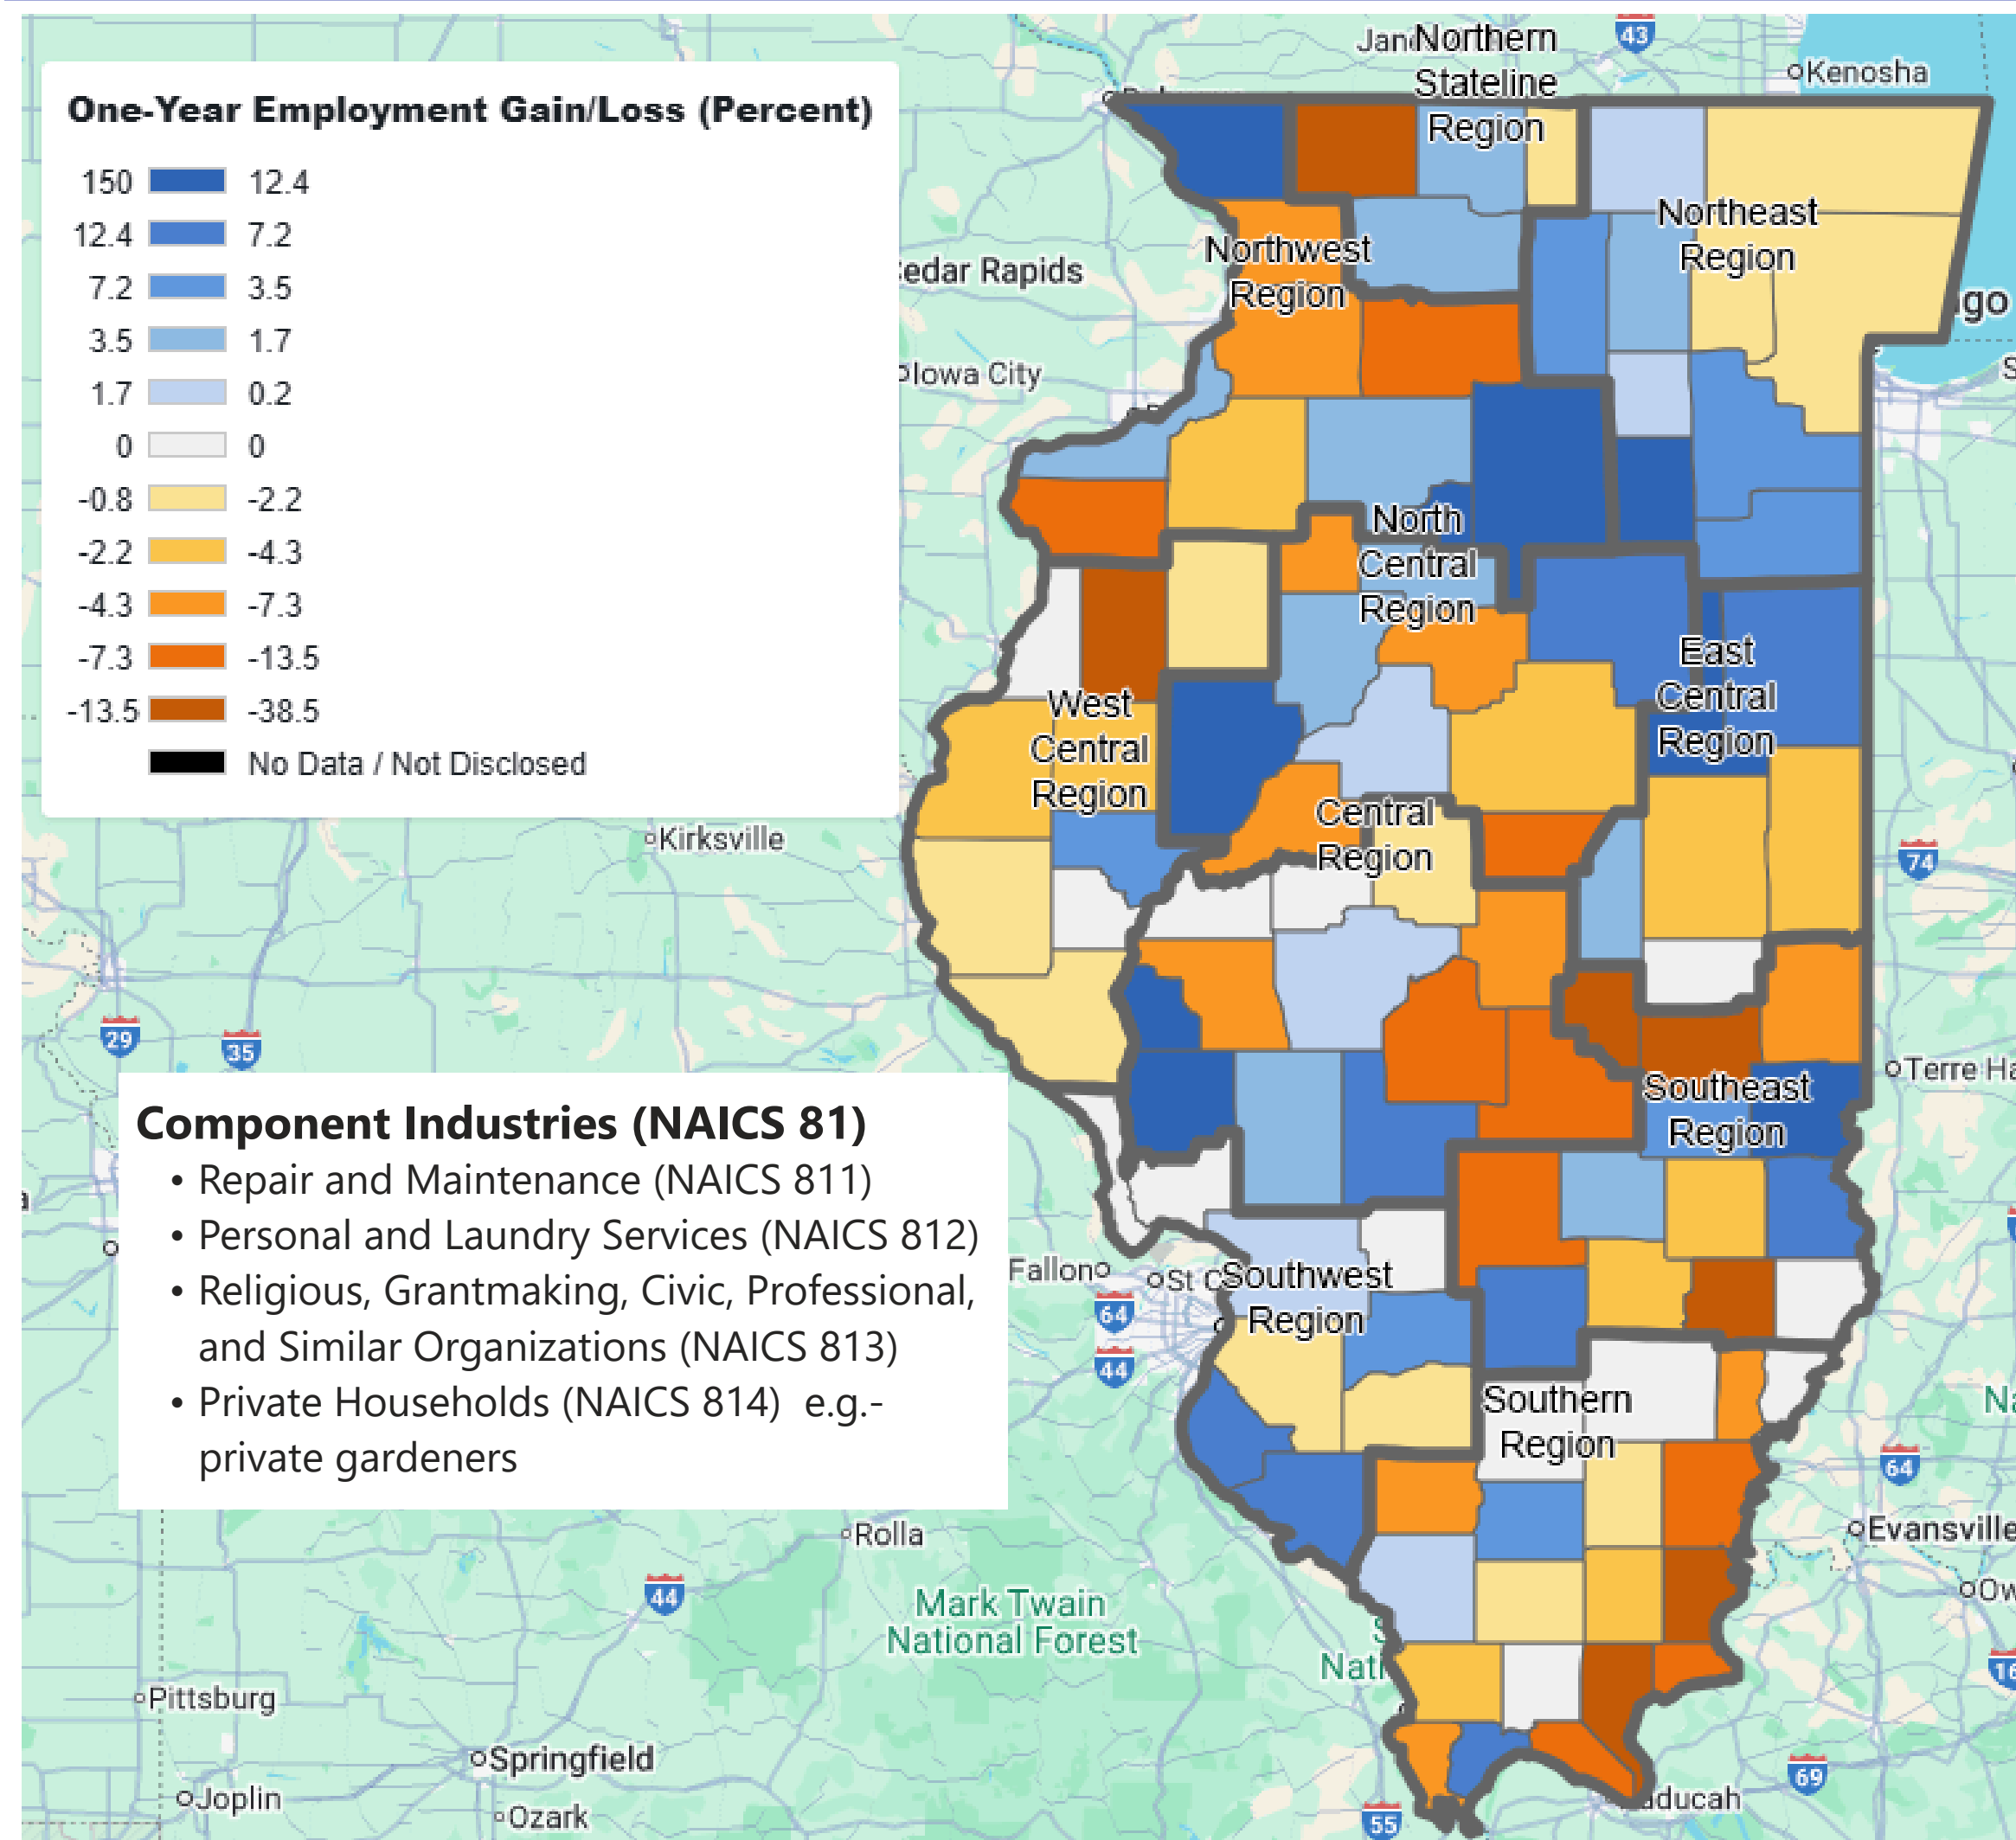 One-Year Employment Gain/Loss (Percent)
150 12.4
12.4 7.2
7.2 3.5
3.5 1.7
1.7 0.2
0 0
-0.8 -2.2
-2.2 -4.3
-4.3 -7.3
-7.3 -13.5
-13.5 -38.5
No Data / Not Disclosed
Northern
Stateline
Region
43
Kenosha
Northeast
Region
Northwest
Region
Iowa City
North
Central
Region
East
Central
Region
West
Central
Region
Central
Region
Kirksville
74
29
35
Southeast
Region
Component Industries (NAICS 81)
• Repair and Maintenance (NAICS 811)
• Personal and Laundry Services (NAICS 812)
• Religious, Grantmaking, Civic, Professional,
and Similar Organizations (NAICS 813)
• Private Households (NAICS 814) e.g.-
private gardeners
Fallon
Southwest
Region
64
44
Southern
Region
64
Evansville
Rolla
44
Mark Twain
National Forest
Pittsburg
Springfield
Joplin
Ozark
55
69